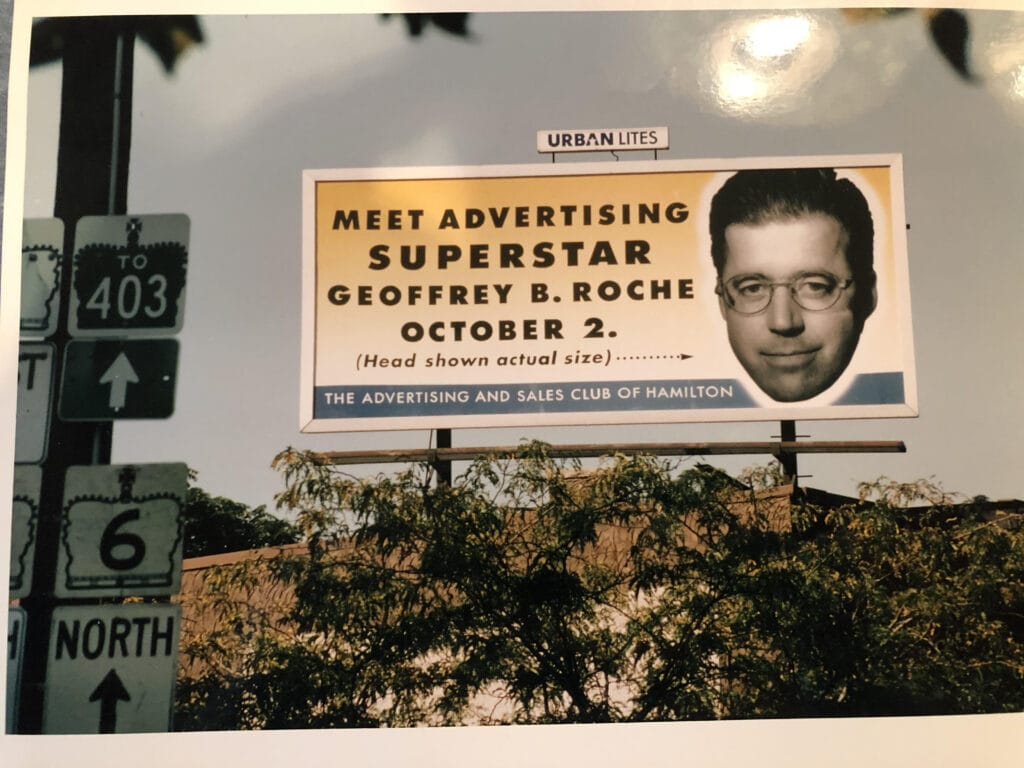 URBAN LITES
MEET ADVERTISING
SUPERSTAR
GEOFFREY B. ROCHE
OCTOBER 2.
(Head shown actual size)
THE ADVERTISING AND SALES CLUB OF HAMILTON
TO
403
6
NORTH